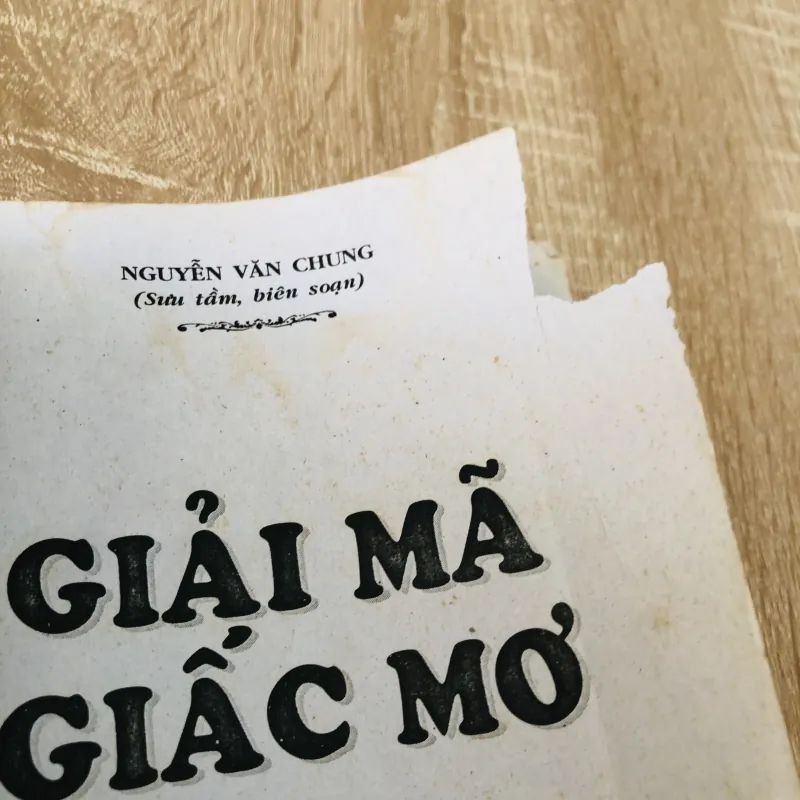 NGUYỄN VĂN CHUNG
(Sưu tầm, biên soạn)
GIẢI MÃ
GIẤC MƠ